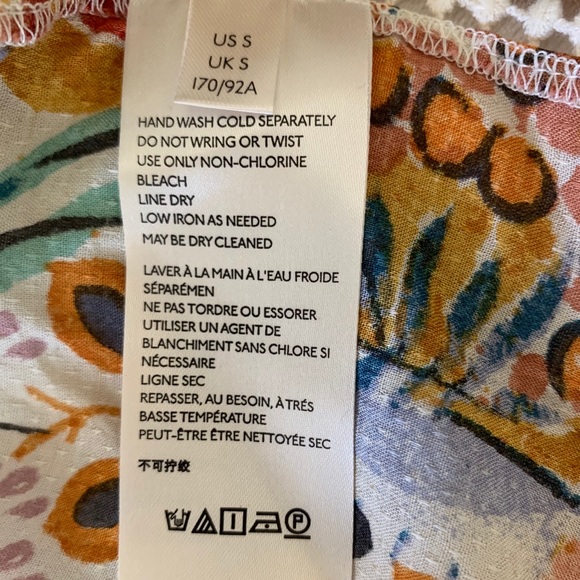 US S
UK S
170/92A
HAND WASH COLD SEPARATELY
DO NOT WRING OR TWIST
USE ONLY NON-CHLORINE
BLEACH
LINE DRY
LOW IRON AS NEEDED
MAY BE DRY CLEANED
LAVER À LA MAIN À L'EAU FROIDE
SÉPARÉMEN
NE PAS TORDRE OU ESSORER
UTILISER UN AGENT DE
BLANCHIMENT SANS CHLORE SI
NÉCESSAIRE
LIGNE SEC
REPASSER, AU BESOIN, À TRÉS
BASSE TEMPÉRATURE
PEUT-ÊTRE ÊTRE NETTOYÉE SEC
不可拧绞
P